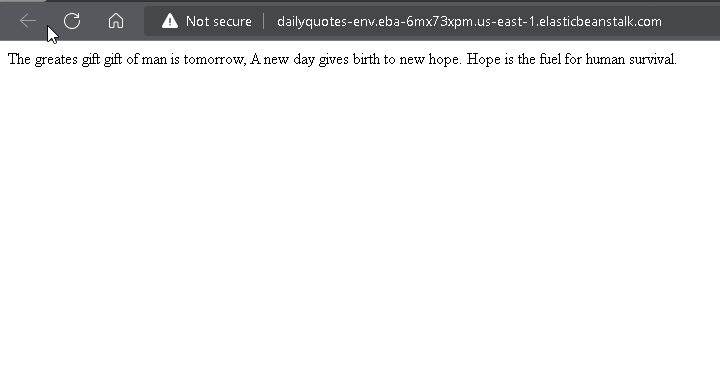 Not secure | dailyquotes-env.eba-6mx73xpm.us-east-1.elasticbeanstalk.com
The greates gift gift of man is tomorrow, A new day gives birth to new hope. Hope is the fuel for human survival.